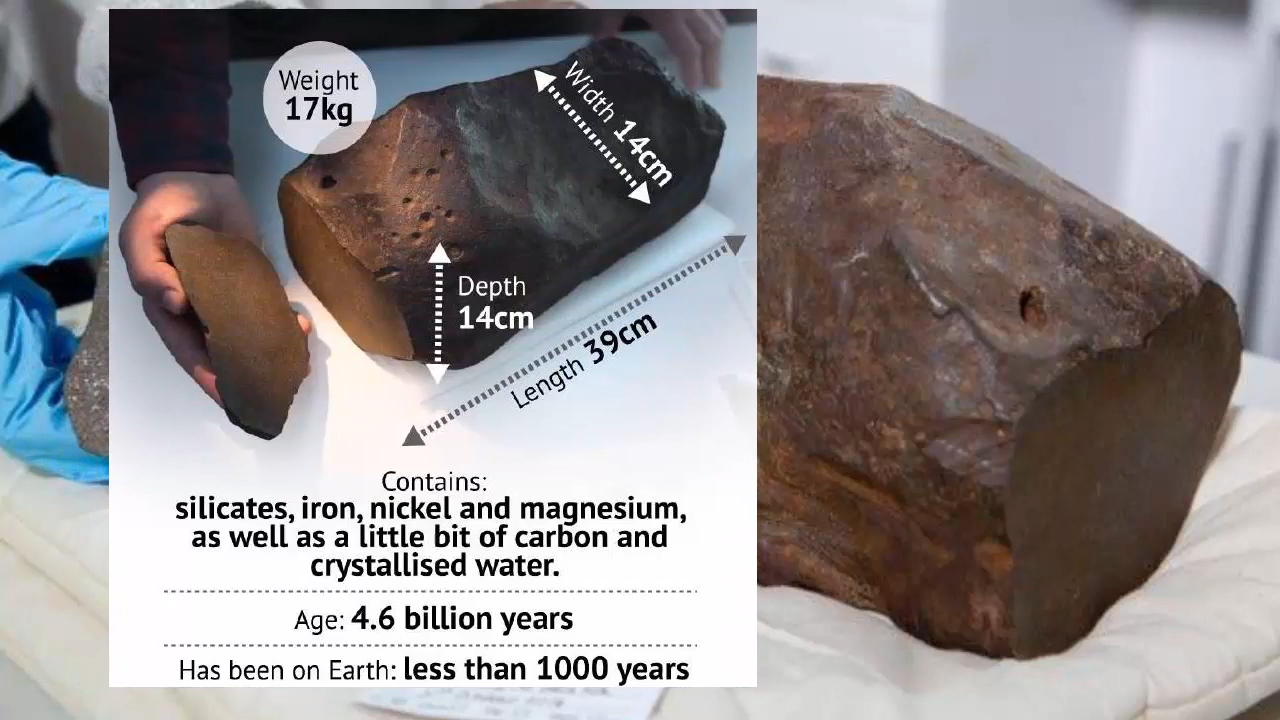 Weight
17kg
Width 14cm
Depth
14cm
Length 39cm
Contains:
silicates, iron, nickel and magnesium,
as well as a little bit of carbon and
crystallised water.
Age: 4.6 billion years
Has been on Earth: less than 1000 years